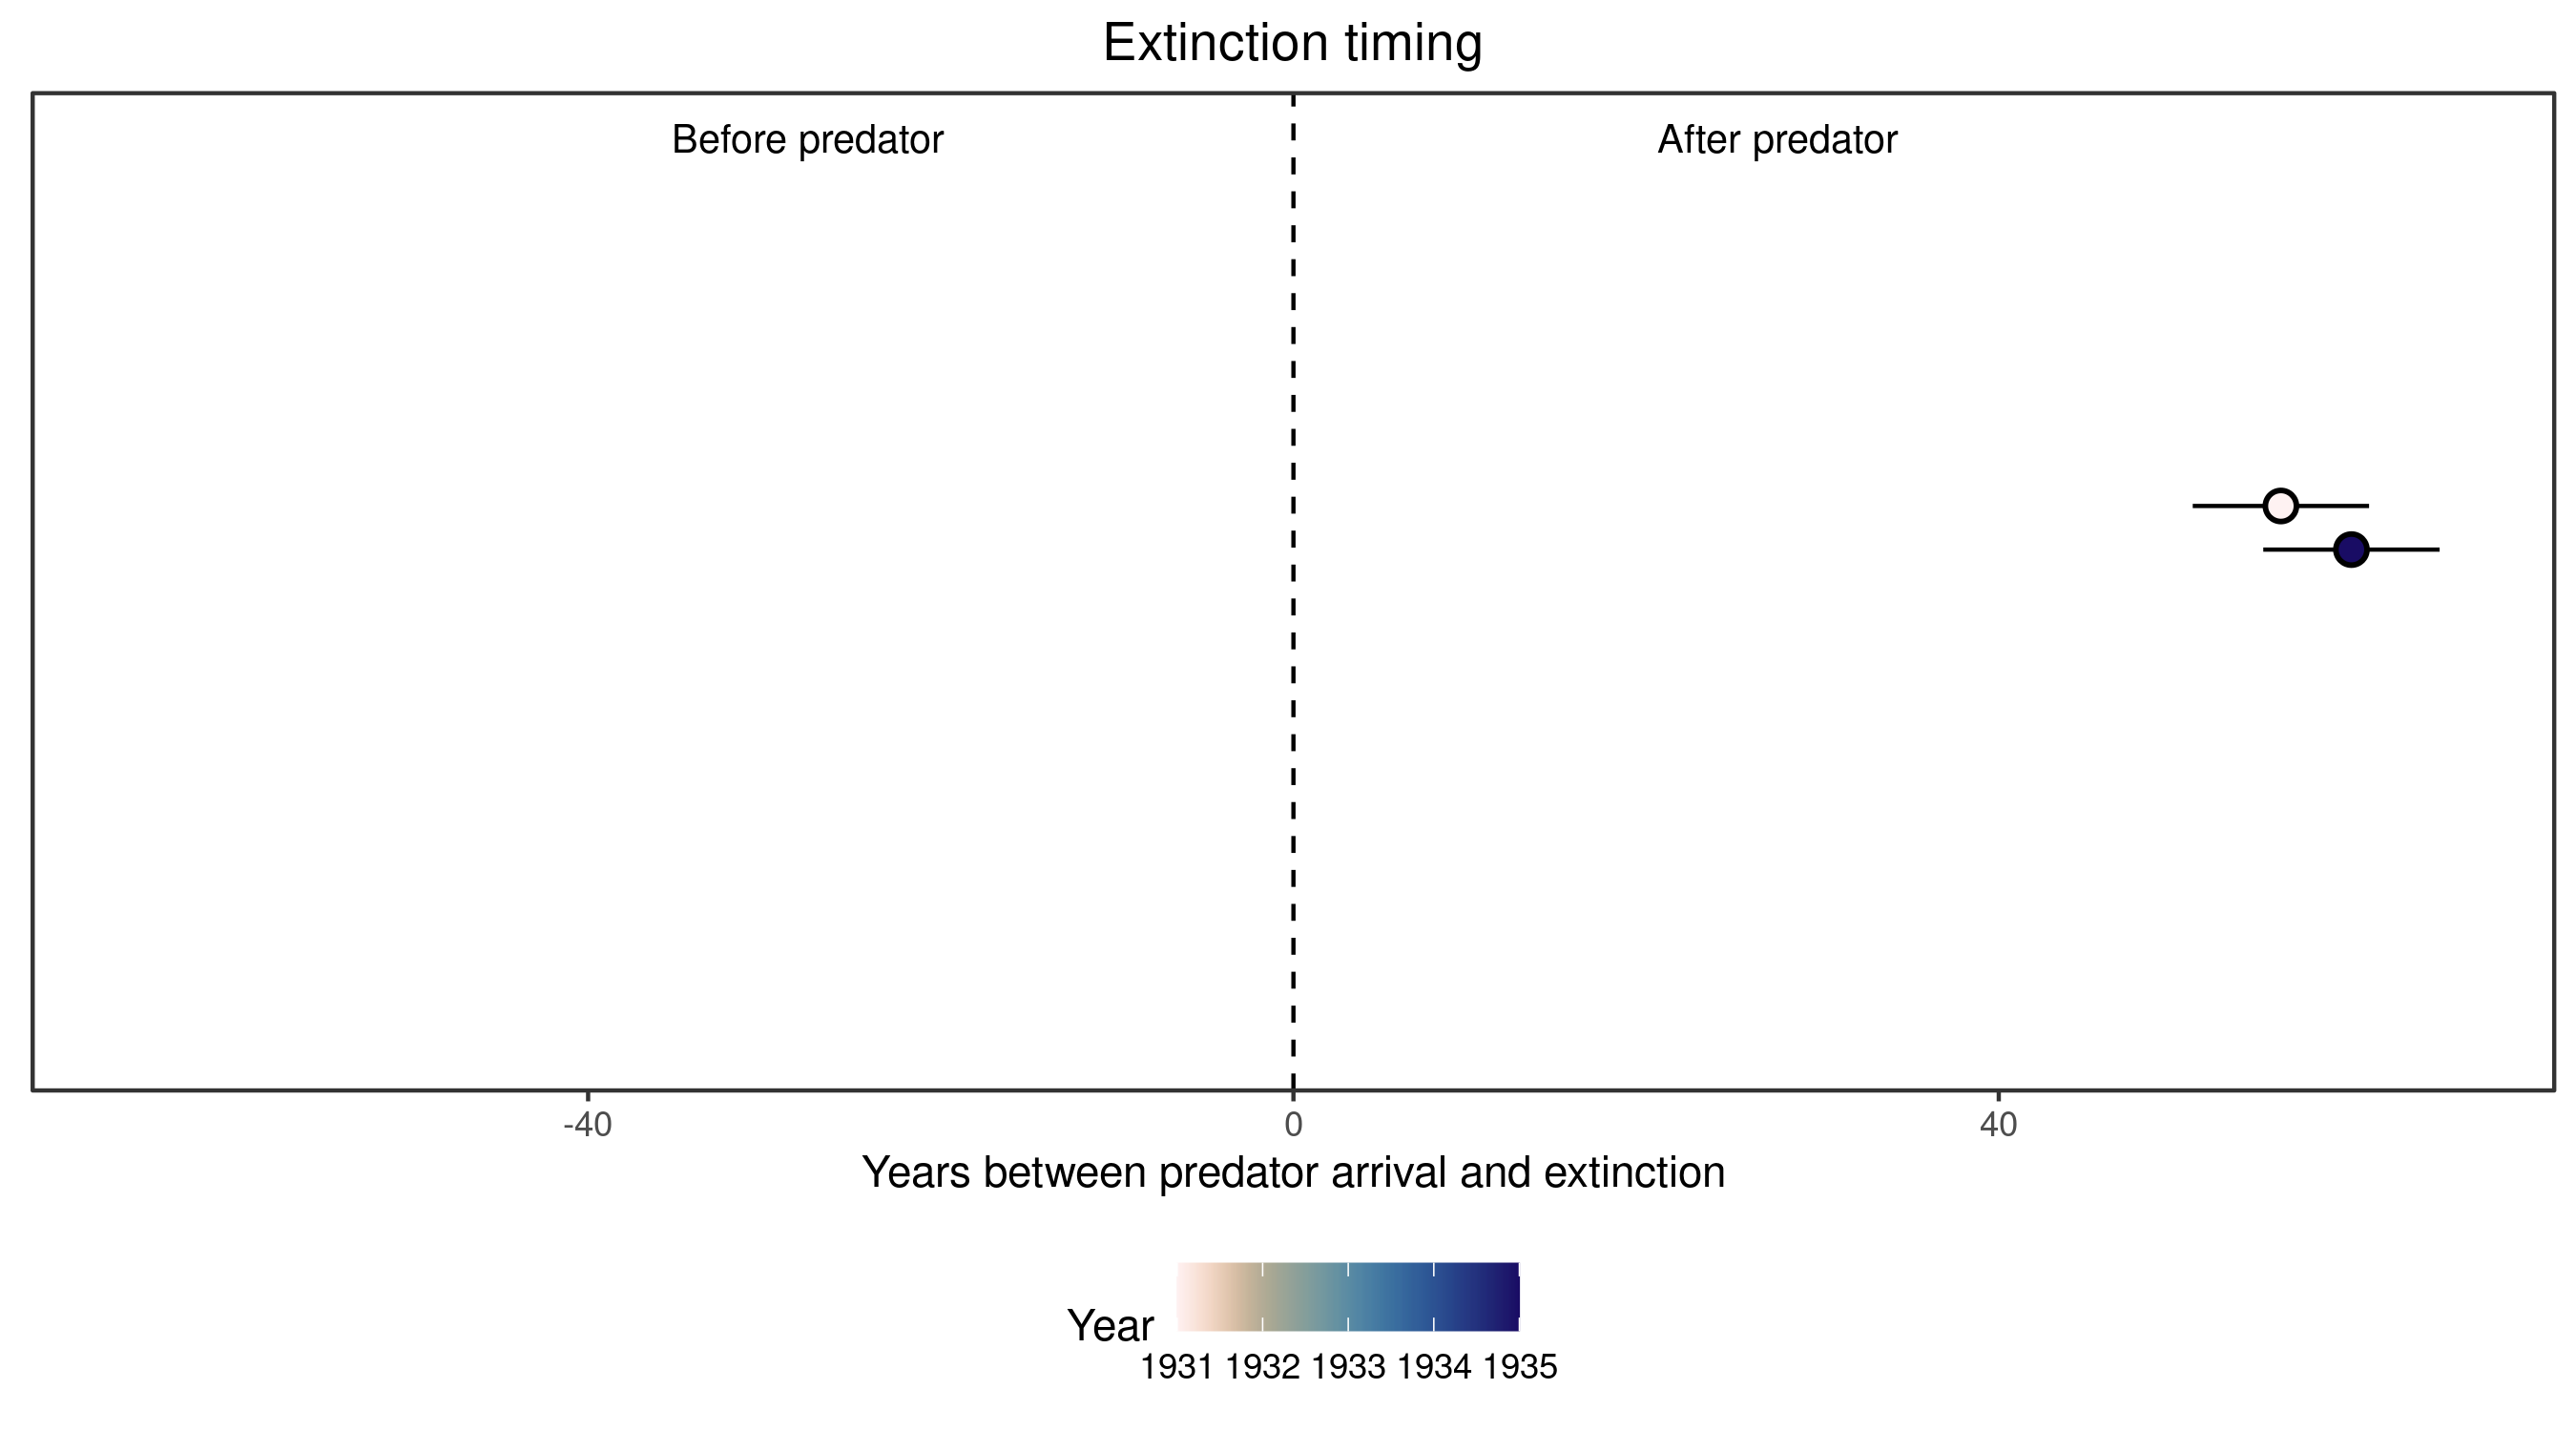 Extinction timing
Before predator
After predator
-40
0
40
Years between predator arrival and extinction
Year
1931 1932 1933 1934 1935